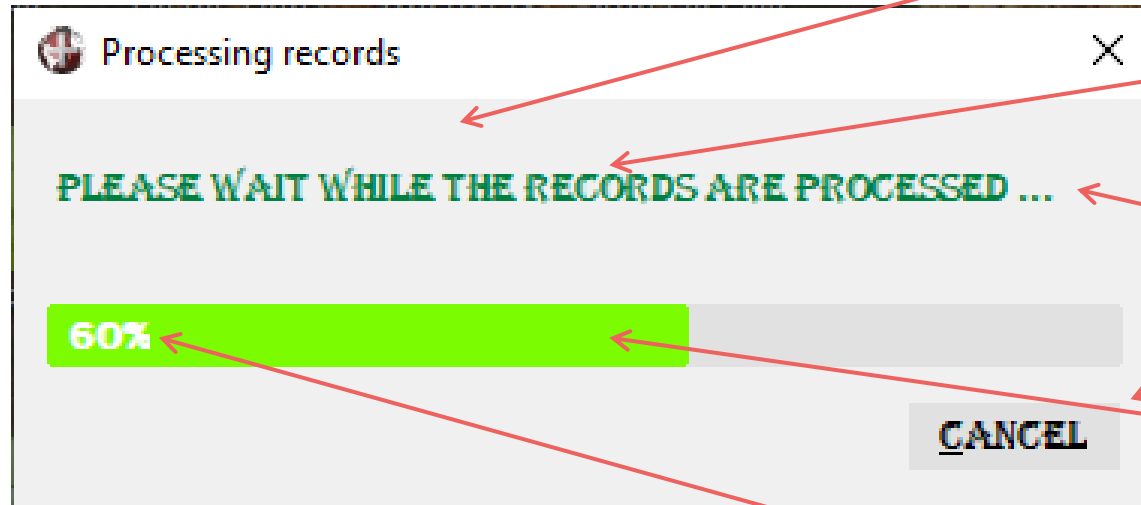 Processing records
PLEASE WAIT WHILE THE RECORDS ARE PROCESSED ...
60%
CANCEL